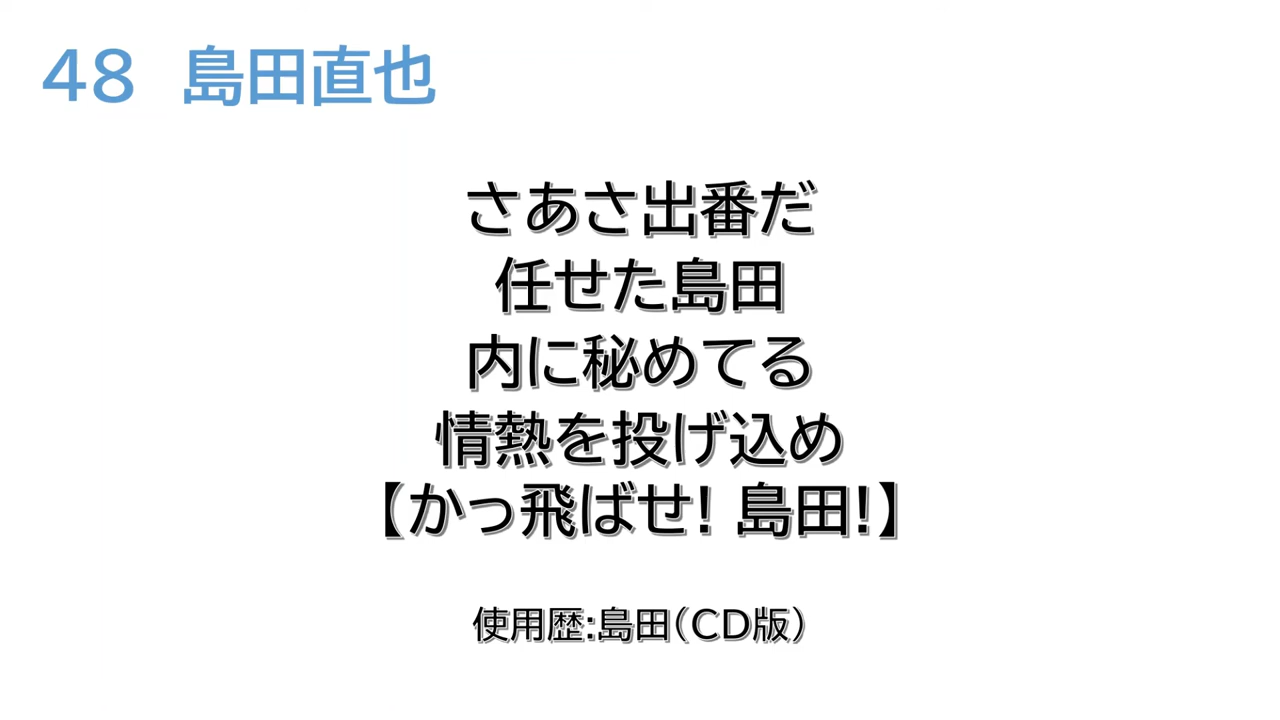 48　島田直也
さあさ出番だ
任せた島田
内に秘めてる
情熱を投げ込め
【かっ飛ばせ! 島田!】
使用歴:島田（CD版）